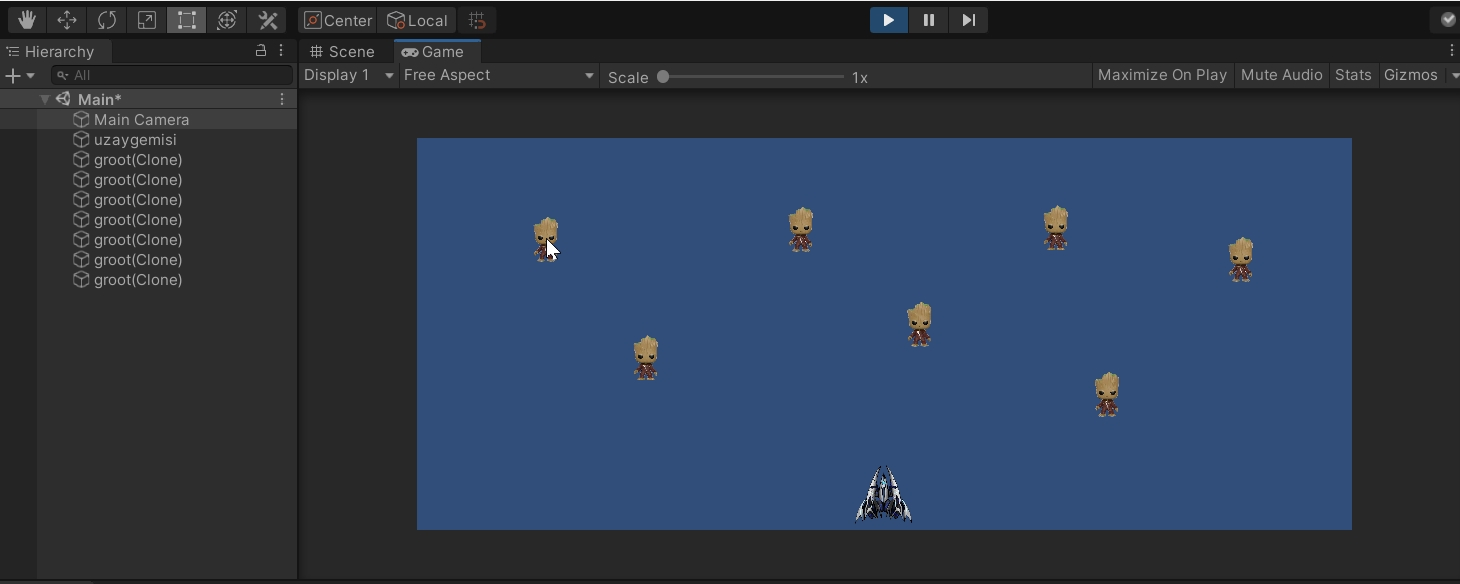 Center Local
Hierarchy
Scene Game
All
Display 1 Free Aspect Scale 1x Maximize On Play Mute Audio Stats Gizmos
Main*
Main Camera
uzaygemisi
groot(Clone)
groot(Clone)
groot(Clone)
groot(Clone)
groot(Clone)
groot(Clone)
groot(Clone)